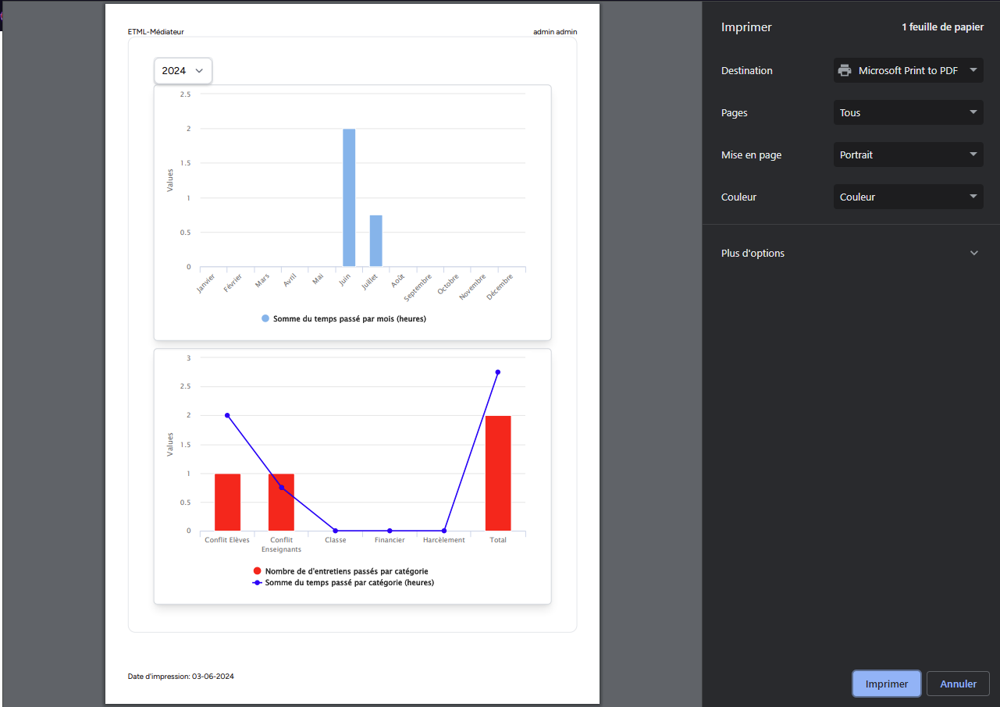 ETML-Médiateur admin admin
2024
2.5
2
1.5
1
0.5
0
Values
Janvier Février Mars Avril Mai Juin Juillet Août Septembre Octobre Novembre Décembre
Somme du temps passé par mois (heures)
3
2.5
2
1.5
1
0.5
0
Values
Conflit Elèves Conflit Enseignants Classe Financier Harcèlement Total
Nombre de d'entretiens passés par catégorie
Somme du temps passé par catégorie (heures)
Date d'impression: 03-06-2024
Imprimer 1 feuille de papier
Destination Microsoft Print to PDF
Pages Tous
Mise en page Portrait
Couleur Couleur
Plus d'options
Imprimer Annuler